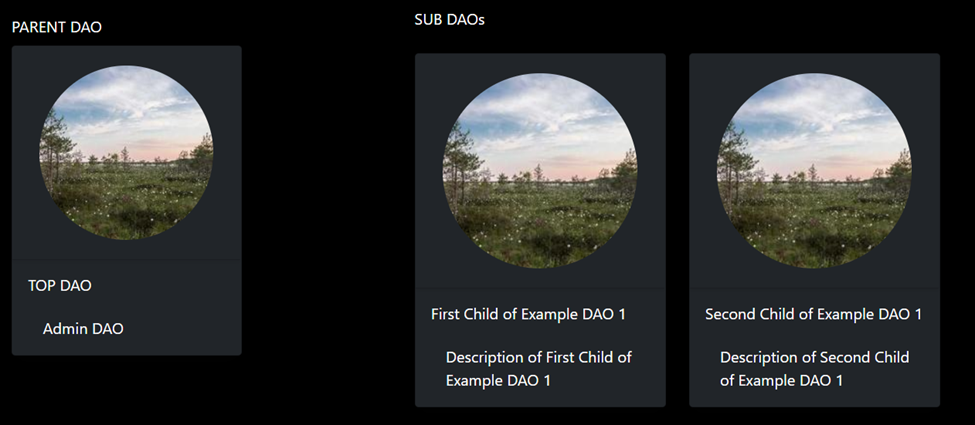 PARENT DAO
TOP DAO
Admin DAO
SUB DAOs
First Child of Example DAO 1
Description of First Child of
Example DAO 1
Second Child of Example DAO 1
Description of Second Child
of Example DAO 1